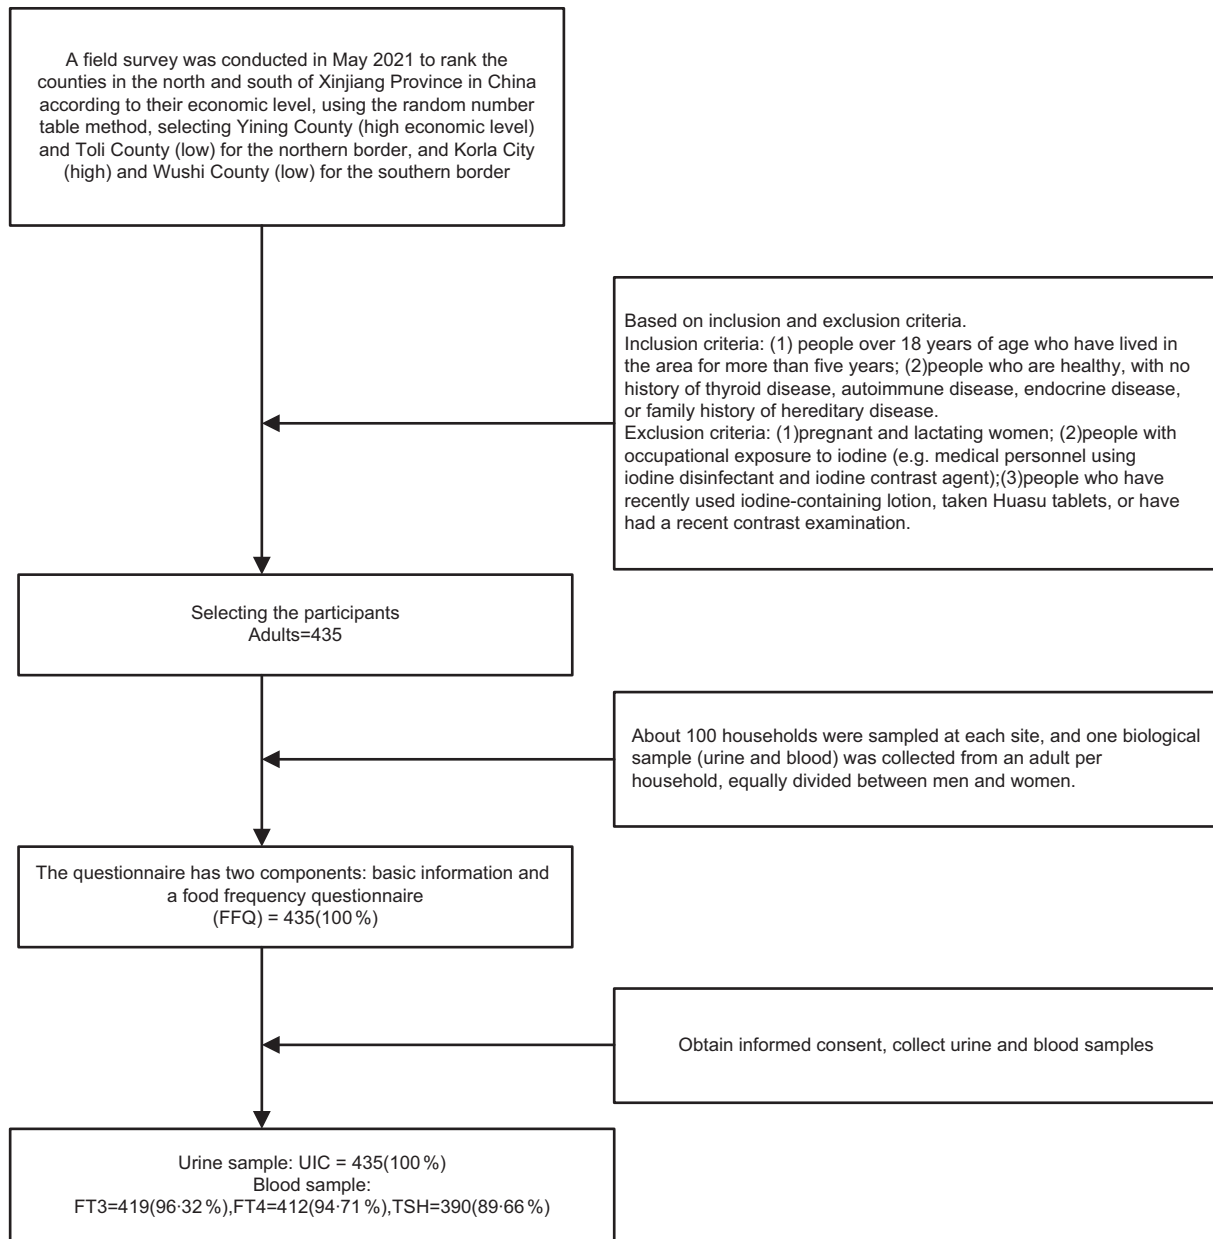 A field survey was conducted in May 2021 to rank the
counties in the north and south of Xinjiang Province in China
according to their economic level, using the random number
table method, selecting Yining County (high economic level)
and Toli County (low) for the northern border, and Korla City
(high) and Wushi County (low) for the southern border
Based on inclusion and exclusion criteria.
Inclusion criteria: (1) people over 18 years of age who have lived in
the area for more than five years; (2)people who are healthy, with no
history of thyroid disease, autoimmune disease, endocrine disease,
or family history of hereditary disease.
Exclusion criteria: (1)pregnant and lactating women; (2)people with
occupational exposure to iodine (e.g. medical personnel using
iodine disinfectant and iodine contrast agent);(3)people who have
recently used iodine-containing lotion, taken Huasu tablets, or have
had a recent contrast examination.
Selecting the participants
Adults=435
About 100 households were sampled at each site, and one biological
sample (urine and blood) was collected from an adult per
household, equally divided between men and women.
The questionnaire has two components: basic information and
a food frequency questionnaire
(FFQ) = 435(100 %)
Obtain informed consent, collect urine and blood samples
Urine sample: UIC = 435(100 %)
Blood sample:
FT3=419(96·32 %),FT4=412(94·71 %),TSH=390(89·66 %)